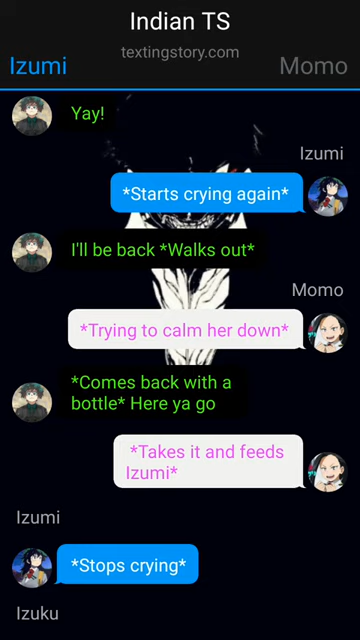 Indian TS
textingstory.com
Izumi
Momo
Yay!
Izumi
*Starts crying again*
I'll be back *Walks out*
Momo
*Trying to calm her down*
*Comes back with a
bottle* Here ya go
*Takes it and feeds
Izumi*
Izumi
*Stops crying*
Izuku